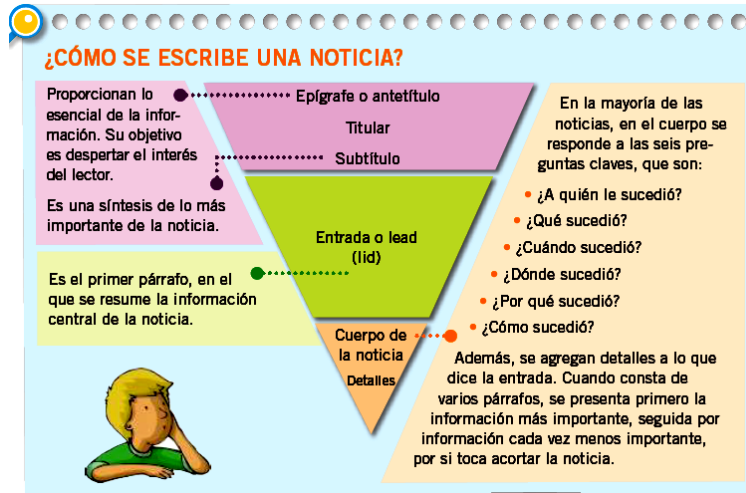 ¿CÓMO SE ESCRIBE UNA NOTICIA?
Proporcionan lo
esencial de la infor-
mación. Su objetivo
es despertar el interés
del lector.
Es una síntesis de lo más
importante de la noticia.
Es el primer párrafo, en el
que se resume la información
central de la noticia.
Epígrafe o antetítulo
Titular
Subtítulo
Entrada o lead
(lid)
Cuerpo de
la noticia
Detalles
En la mayoría de las
noticias, en el cuerpo se
responde a las seis pre-
guntas claves, que son:
• ¿A quién le sucedió?
• ¿Qué sucedió?
• ¿Cuándo sucedió?
• ¿Dónde sucedió?
• ¿Por qué sucedió?
• ¿Cómo sucedió?
Además, se agregan detalles a lo que
dice la entrada. Cuando consta de
varios párrafos, se presenta primero la
información más importante, seguida por
información cada vez menos importante,
por si toca acortar la noticia.